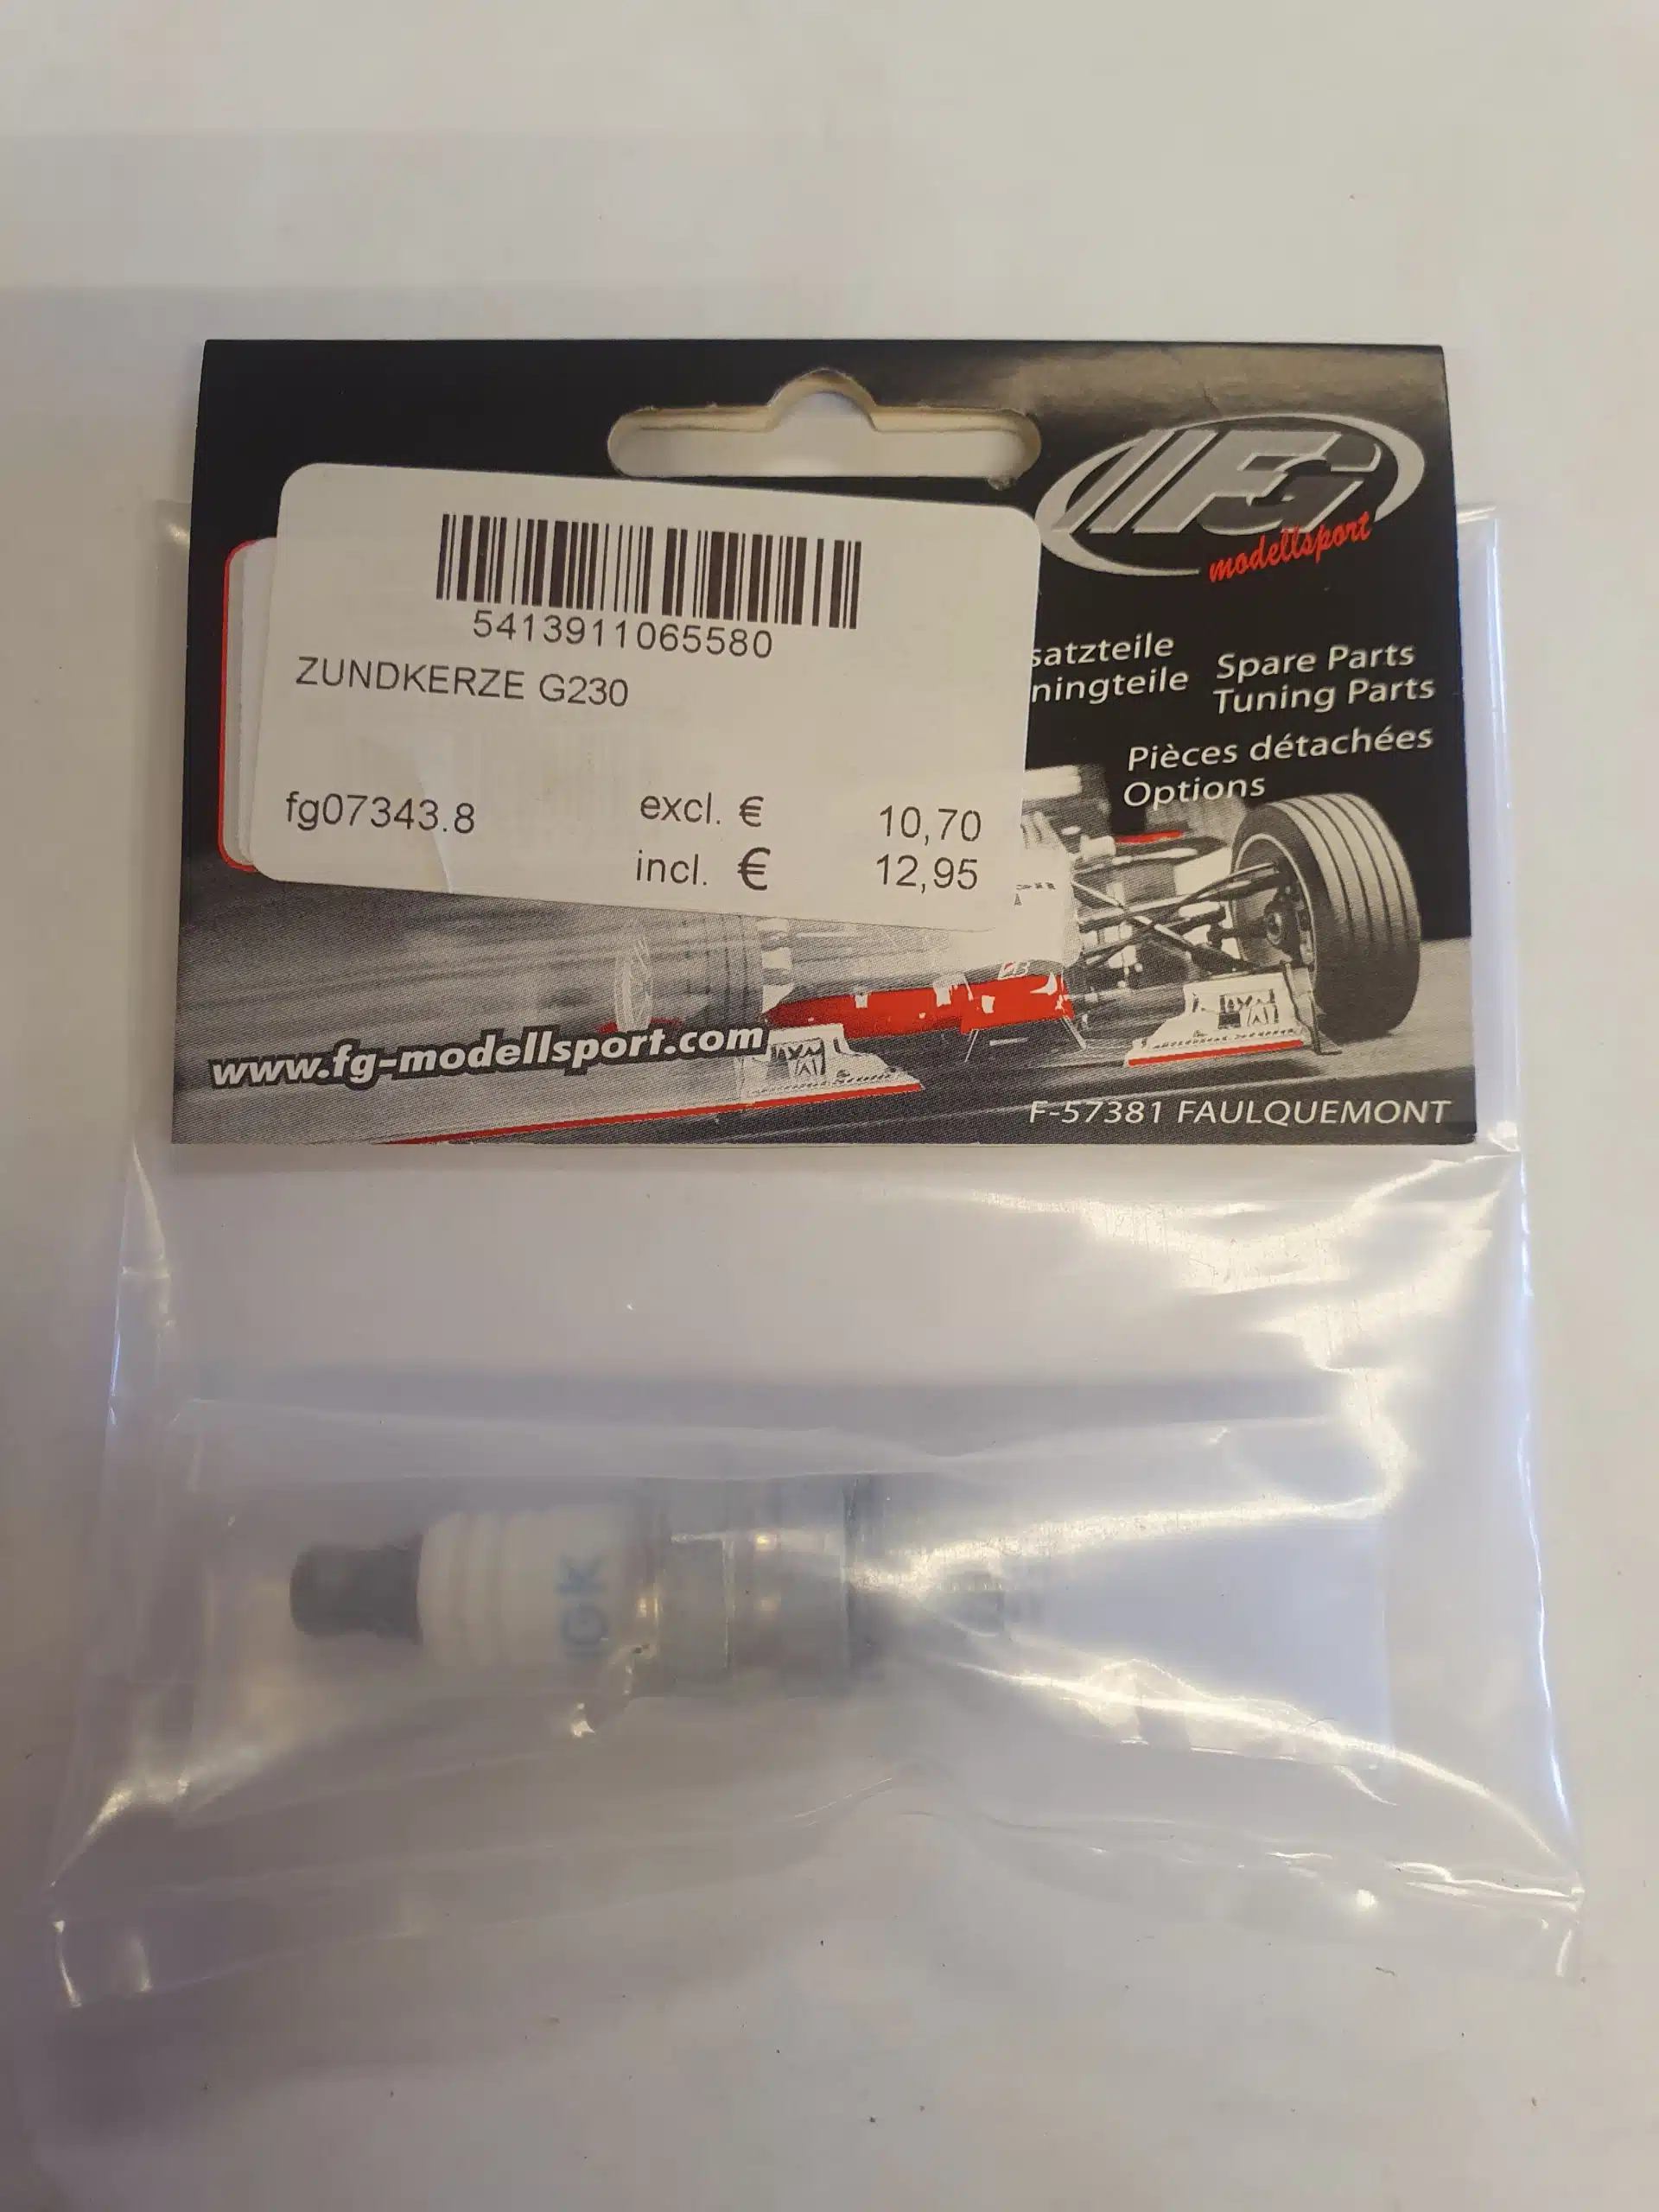 FG
modellsport
5413911065580
ZUNDKERZE G230
fg07343.8 excl. € 10,70
incl. € 12,95
satzteile
ningteile
Spare Parts
Tuning Parts
Pièces détachées
Options
www.fg-modellsport.com
F-57381 FAULQUEMONT
GK